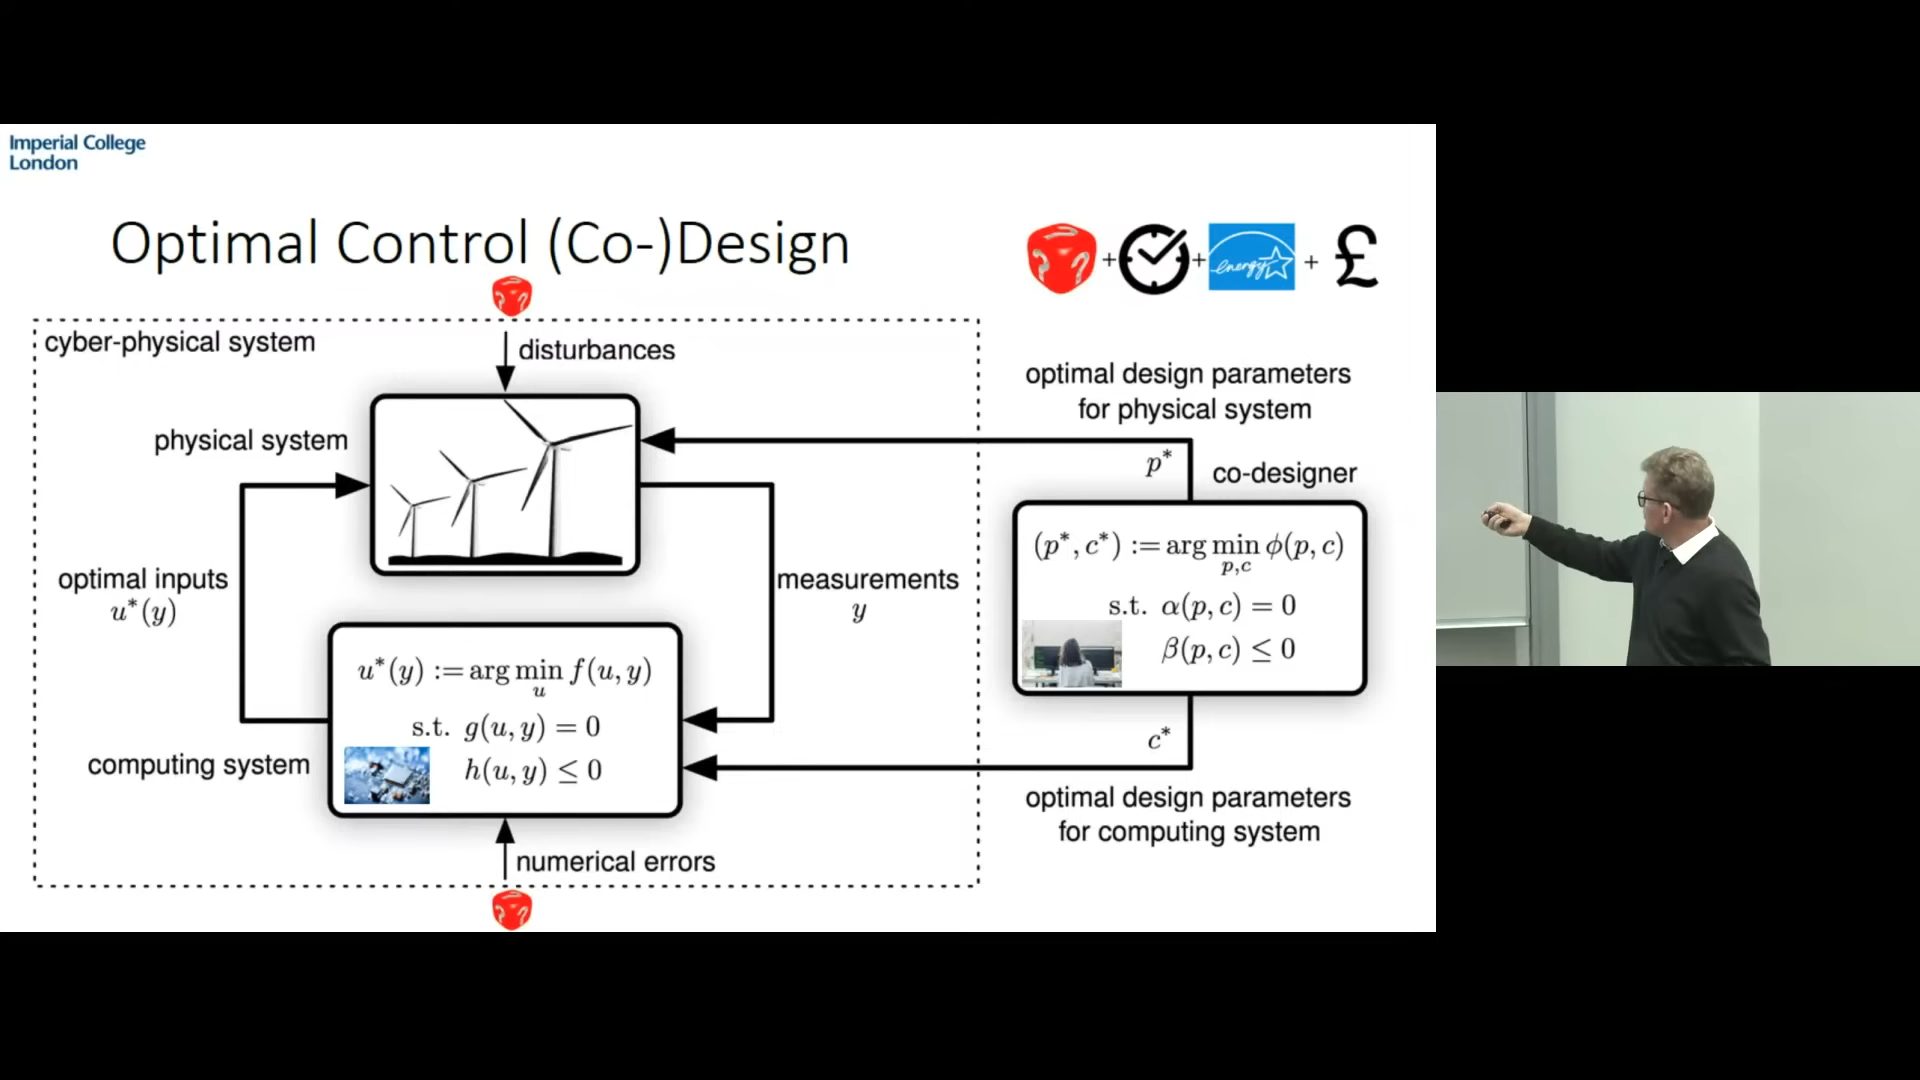 Imperial College
London
Optimal Control (Co-)Design
? ? + + energy + £
? ?
cyber-physical system
disturbances
physical system
optimal design parameters
for physical system
p*
co-designer
(p*, c*) := arg min ϕ(p, c)
p,c
s.t. α(p, c) = 0
β(p, c) ≤ 0
optimal inputs
u*(y)
measurements
y
u*(y) := arg min f(u, y)
u
s.t. g(u, y) = 0
h(u, y) ≤ 0
computing system
c*
optimal design parameters
for computing system
numerical errors
? ?